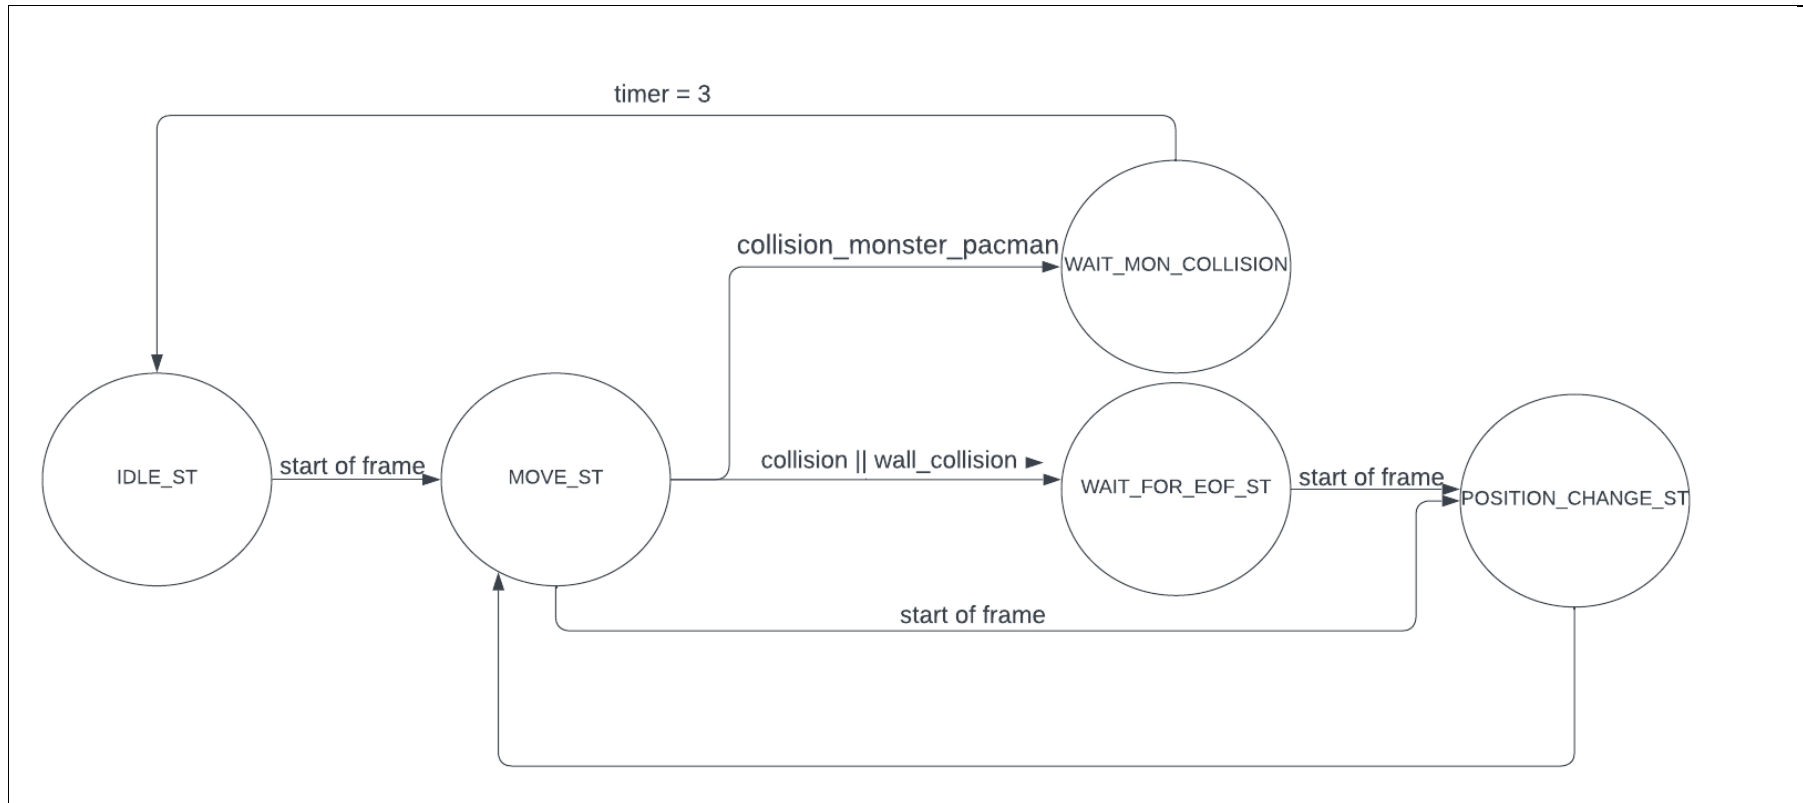 timer = 3
collision_monster_pacman
WAIT_MON_COLLISION
collision || wall_collision
start of frame
IDLE_ST
MOVE_ST
start of frame
WAIT_FOR_EOF_ST
POSITION_CHANGE_ST
start of frame